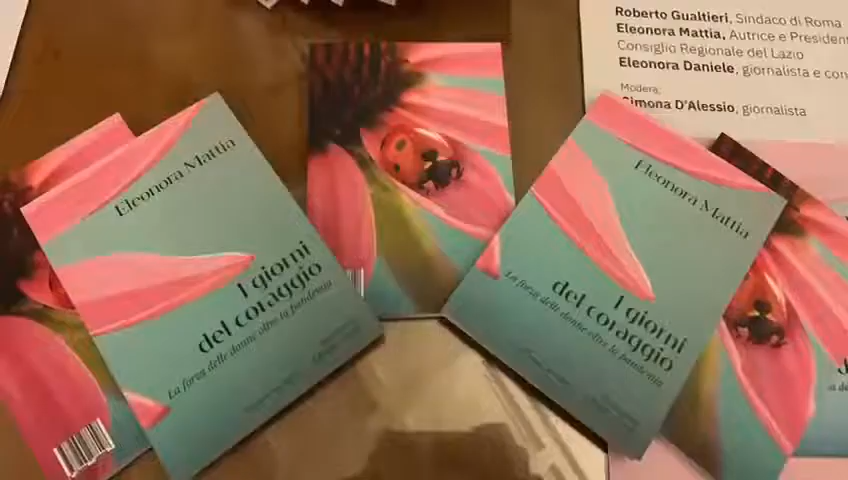 Roberto Gualtieri, Sindaco di Roma
Eleonora Mattia, Autrice e President
Consiglio Regionale del Lazio
Eleonora Daniele, giornalista e con
Modera,
Simona D'Alessio, giornalista
Eleonora Mattia
I giorni
del coraggio
La forza delle donne oltre la pandemia
Eleonora Mattia
I giorni
del coraggio
La forza delle donne oltre la pandemia